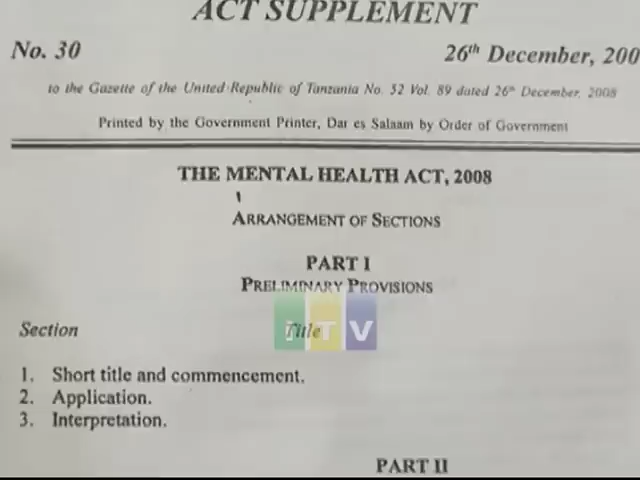 ACT SUPPLEMENT
No. 30 26th December, 200
to the Gazette of the United Republic of Tanzania No. 52 Vol. 89 dated 26th December, 2008
Printed by the Government Printer, Dar es Salaam by Order of Government
THE MENTAL HEALTH ACT, 2008
ARRANGEMENT OF SECTIONS
PART I
PRELIMINARY PROVISIONS
Section Title
ITV
1. Short title and commencement.
2. Application.
3. Interpretation.
PART II